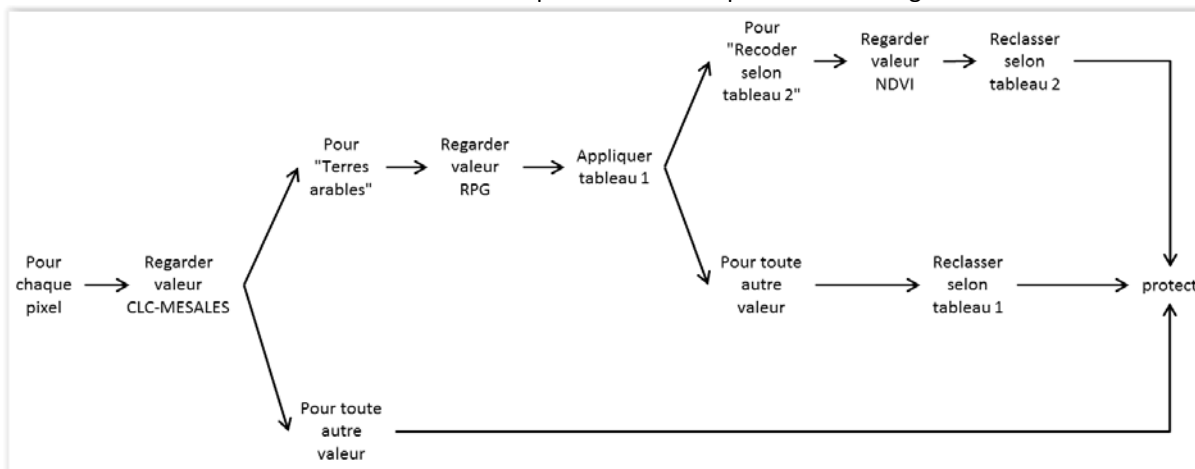 Pour
chaque
pixel
Regarder
valeur
CLC-MESALES
Pour
"Terres
arables"
Regarder
valeur
RPG
Appliquer
tableau 1
Pour
"Recoder
selon
tableau 2"
Regarder
valeur
NDVI
Reclasser
selon
tableau 2
Pour toute
autre
valeur
Reclasser
selon
tableau 1
protect
Pour toute
autre
valeur